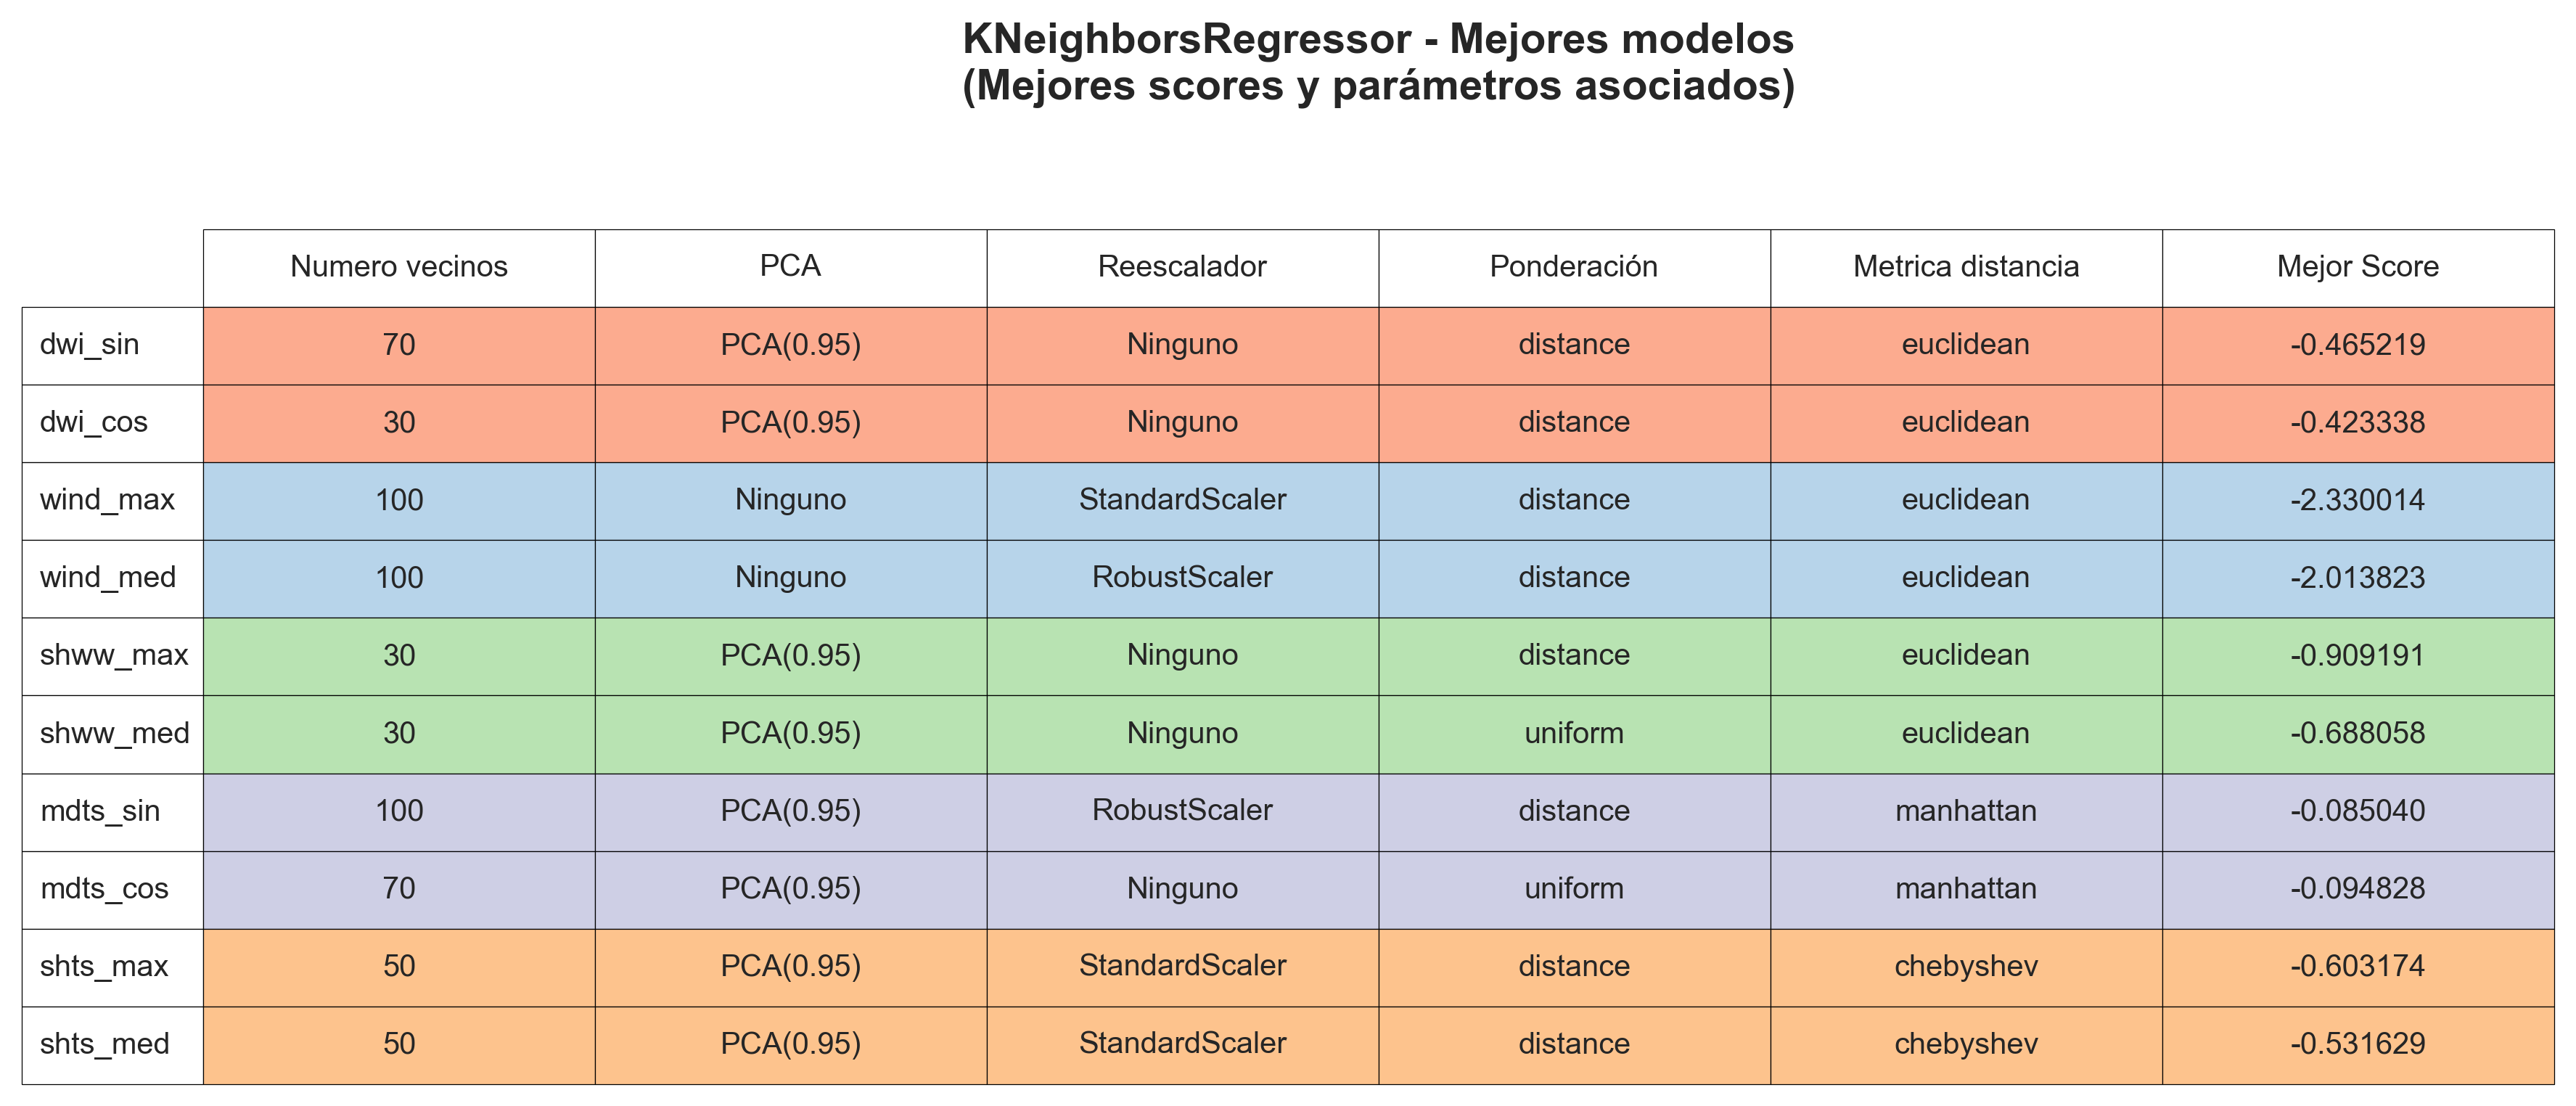 KNeighborsRegressor - Mejores modelos
(Mejores scores y parámetros asociados)
Numero vecinos PCA Reescalador Ponderación Metrica distancia Mejor Score
dwi_sin 70 PCA(0.95) Ninguno distance euclidean -0.465219
dwi_cos 30 PCA(0.95) Ninguno distance euclidean -0.423338
wind_max 100 Ninguno StandardScaler distance euclidean -2.330014
wind_med 100 Ninguno RobustScaler distance euclidean -2.013823
shww_max 30 PCA(0.95) Ninguno distance euclidean -0.909191
shww_med 30 PCA(0.95) Ninguno uniform euclidean -0.688058
mdts_sin 100 PCA(0.95) RobustScaler distance manhattan -0.085040
mdts_cos 70 PCA(0.95) Ninguno uniform manhattan -0.094828
shts_max 50 PCA(0.95) StandardScaler distance chebyshev -0.603174
shts_med 50 PCA(0.95) StandardScaler distance chebyshev -0.531629